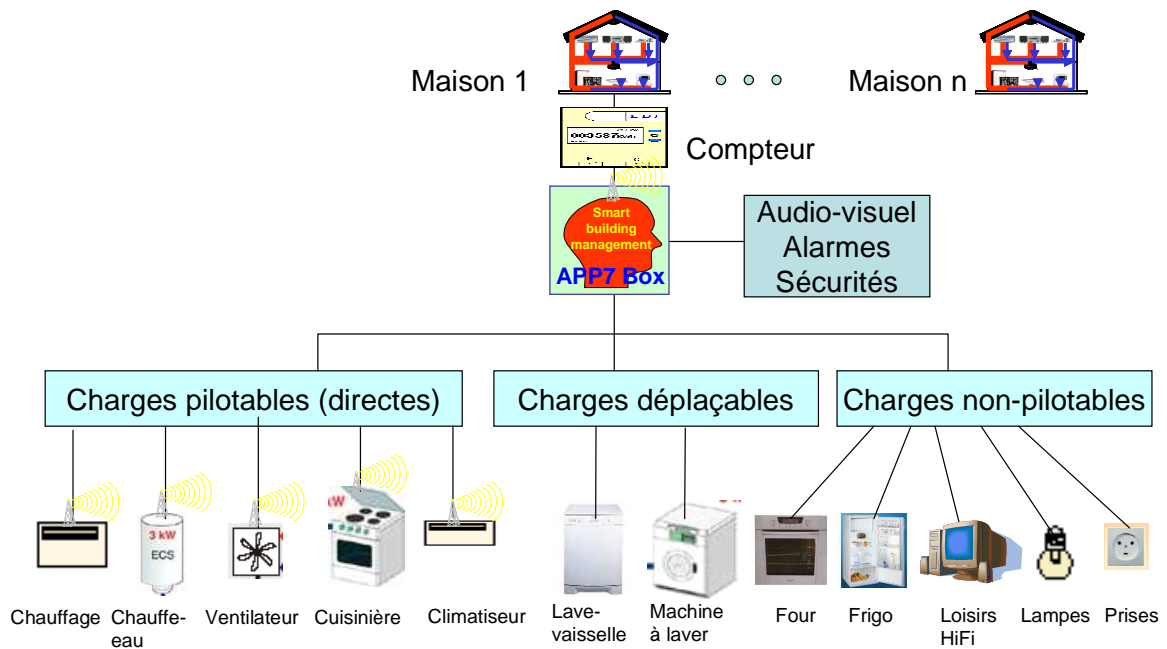 Maison 1
Maison n
Compteur
Smart
building
management
APP7 Box
Audio-visuel
Alarmes
Sécurités
Charges pilotables (directes)
Charges déplaçables
Charges non-pilotables
3 kW
ECS
kW
Chauffage
Chauffe-
eau
Ventilateur
Cuisinière
Climatiseur
Lave-
vaisselle
Machine
à laver
Four
Frigo
Loisirs
HiFi
Lampes
Prises